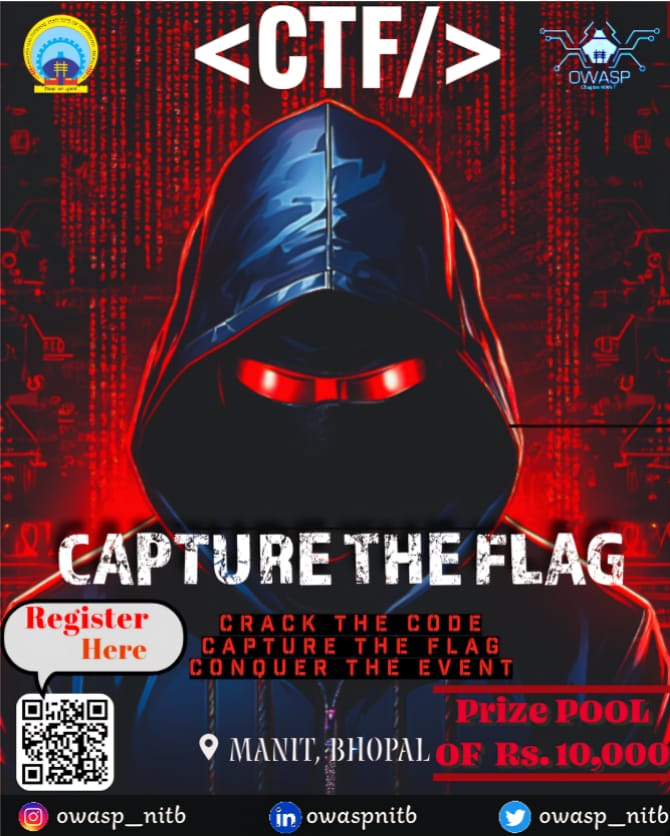 <CTF/>
OWASP
CAPTURE THE FLAG
Register
Here
CRACK THE CODE
CAPTURE THE FLAG
CONQUER THE EVENT
Prize POOL
OF Rs. 10,000
MANIT, BHOPAL
owasp_nitb
owaspnitb
owasp_nitb